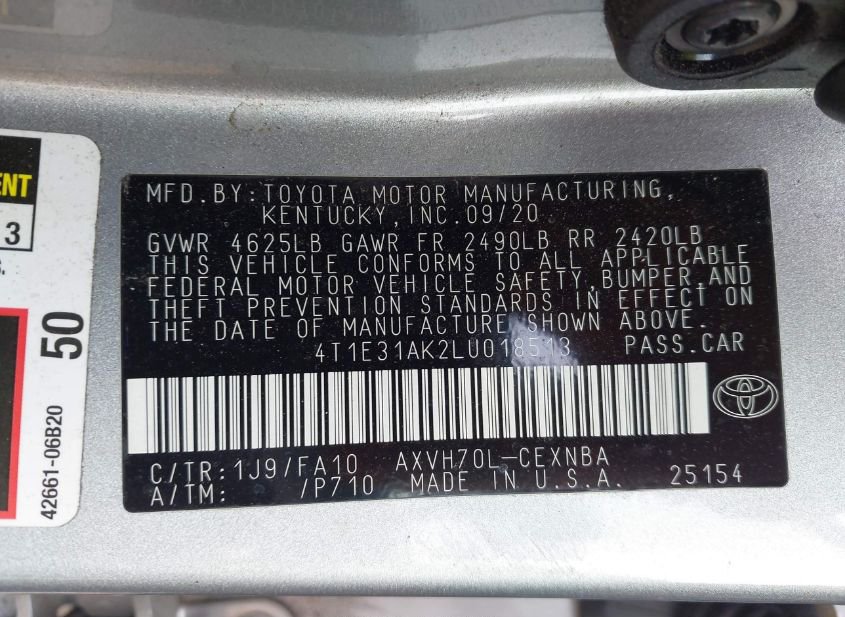 ENT
3
S.
50
42661-06B20
MFD.BY:TOYOTA MOTOR MANUFACTURING,
KENTUCKY,INC.09/20
GVWR 4625LB GAWR FR 2490LB RR 2420LB
THIS VEHICLE CONFORMS TO ALL APPLICABLE
FEDERAL MOTOR VEHICLE SAFETY,BUMPER,AND
THEFT PREVENTION STANDARDS IN EFFECT ON
THE DATE OF MANUFACTURE SHOWN ABOVE.
4T1E31AK2LU018513 PASS.CAR
C/TR:1J9/FA10 AXVH70L-CEXNBA
A/TM: /P710 MADE IN U.S.A. 25154